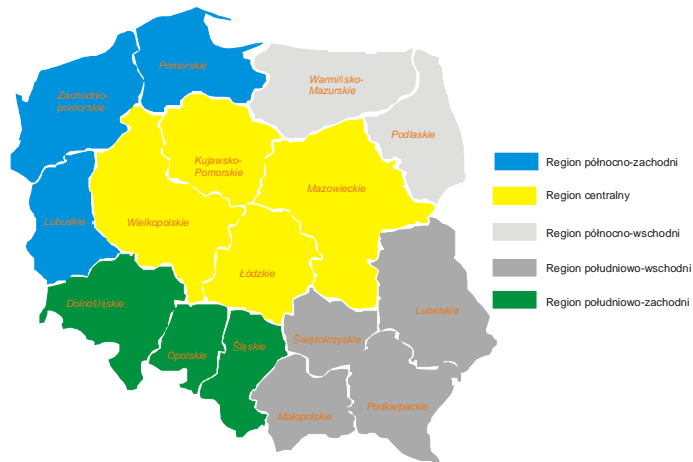 Pomorskie
Warmińsko-
Mazurskie
Zachodnio-
pomorskie
Podlaskie
Kujawsko-
Pomorskie
Mazowieckie
Lubuskie
Wielkopolskie
Łódzkie
Dolnośląskie
Lubelskie
Opolskie
Śląskie
Świętokrzyskie
Małopolskie
Podkarpackie
Region północno-zachodni
Region centralny
Region północno-wschodni
Region południowo-wschodni
Region południowo-zachodni